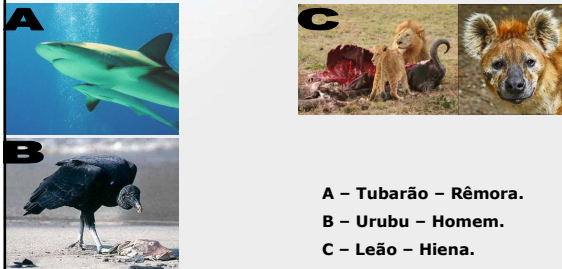 A
C
B
A – Tubarão – Rêmora.
B – Urubu – Homem.
C – Leão – Hiena.